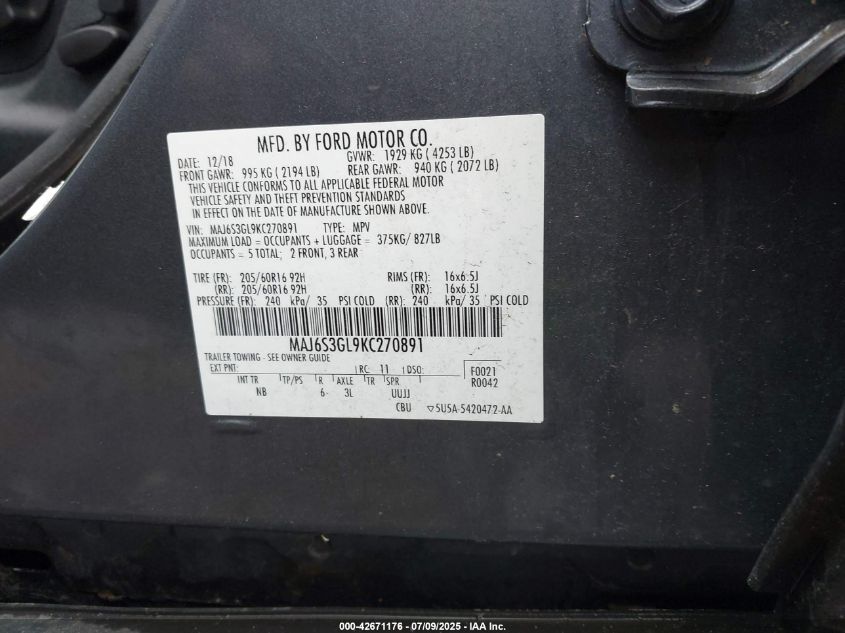 MFD. BY FORD MOTOR CO.
DATE: 12/18 GVWR: 1929 KG ( 4253 LB)
FRONT GAWR: 995 KG ( 2194 LB) REAR GAWR: 940 KG ( 2072 LB)
THIS VEHICLE CONFORMS TO ALL APPLICABLE FEDERAL MOTOR
VEHICLE SAFETY AND THEFT PREVENTION STANDARDS
IN EFFECT ON THE DATE OF MANUFACTURE SHOWN ABOVE.
VIN: MAJ6S3GL9KC270891 TYPE: MPV
MAXIMUM LOAD = OCCUPANTS + LUGGAGE = 375KG/ 827LB
OCCUPANTS = 5 TOTAL; 2 FRONT, 3 REAR
TIRE (FR): 205/60R16 92H RIMS (FR): 16x6.5J
(RR): 205/60R16 92H (RR): 16x6.5J
PRESSURE (FR): 240 kPa/ 35 PSI COLD (RR): 240 kPa/ 35 PSI COLD
MAJ6S3GL9KC270891
TRAILER TOWING - SEE OWNER GUIDE
EXT PNT: RC: 11 DSO: F0021
INT TR TP/PS R AXLE TR SPR R0042
NB 6 3L UUJJ
CBU ▽5U5A-5420472-AA
000-42671176 - 07/09/2025 - IAA Inc.